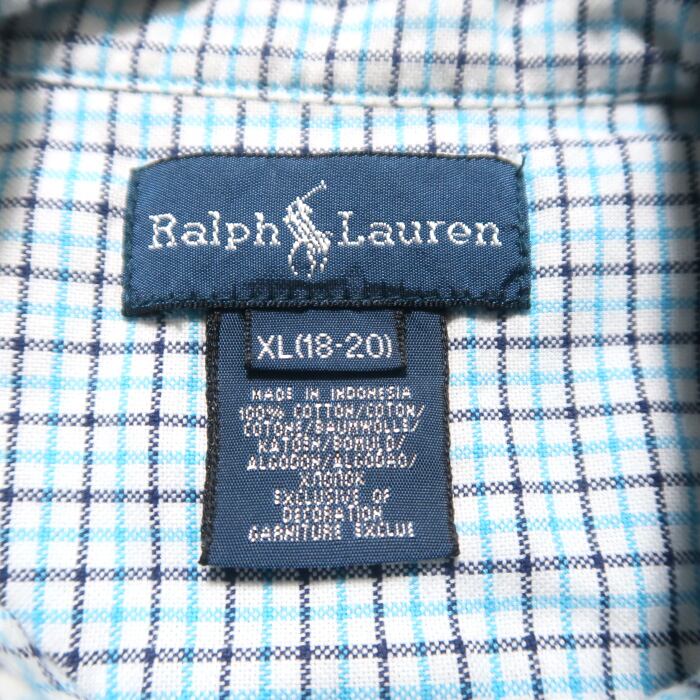 Ralph Lauren
XL(18-20)
MADE IN INDONESIA
100% COTTON/COTON/
COTONE/BAUMWOLLE/
KATOEN/BOMULD/
ALGODON/ALGODAO/
ХЛОПОК
EXCLUSIVE OF
DECORATION
GARNITURE EXCLUE